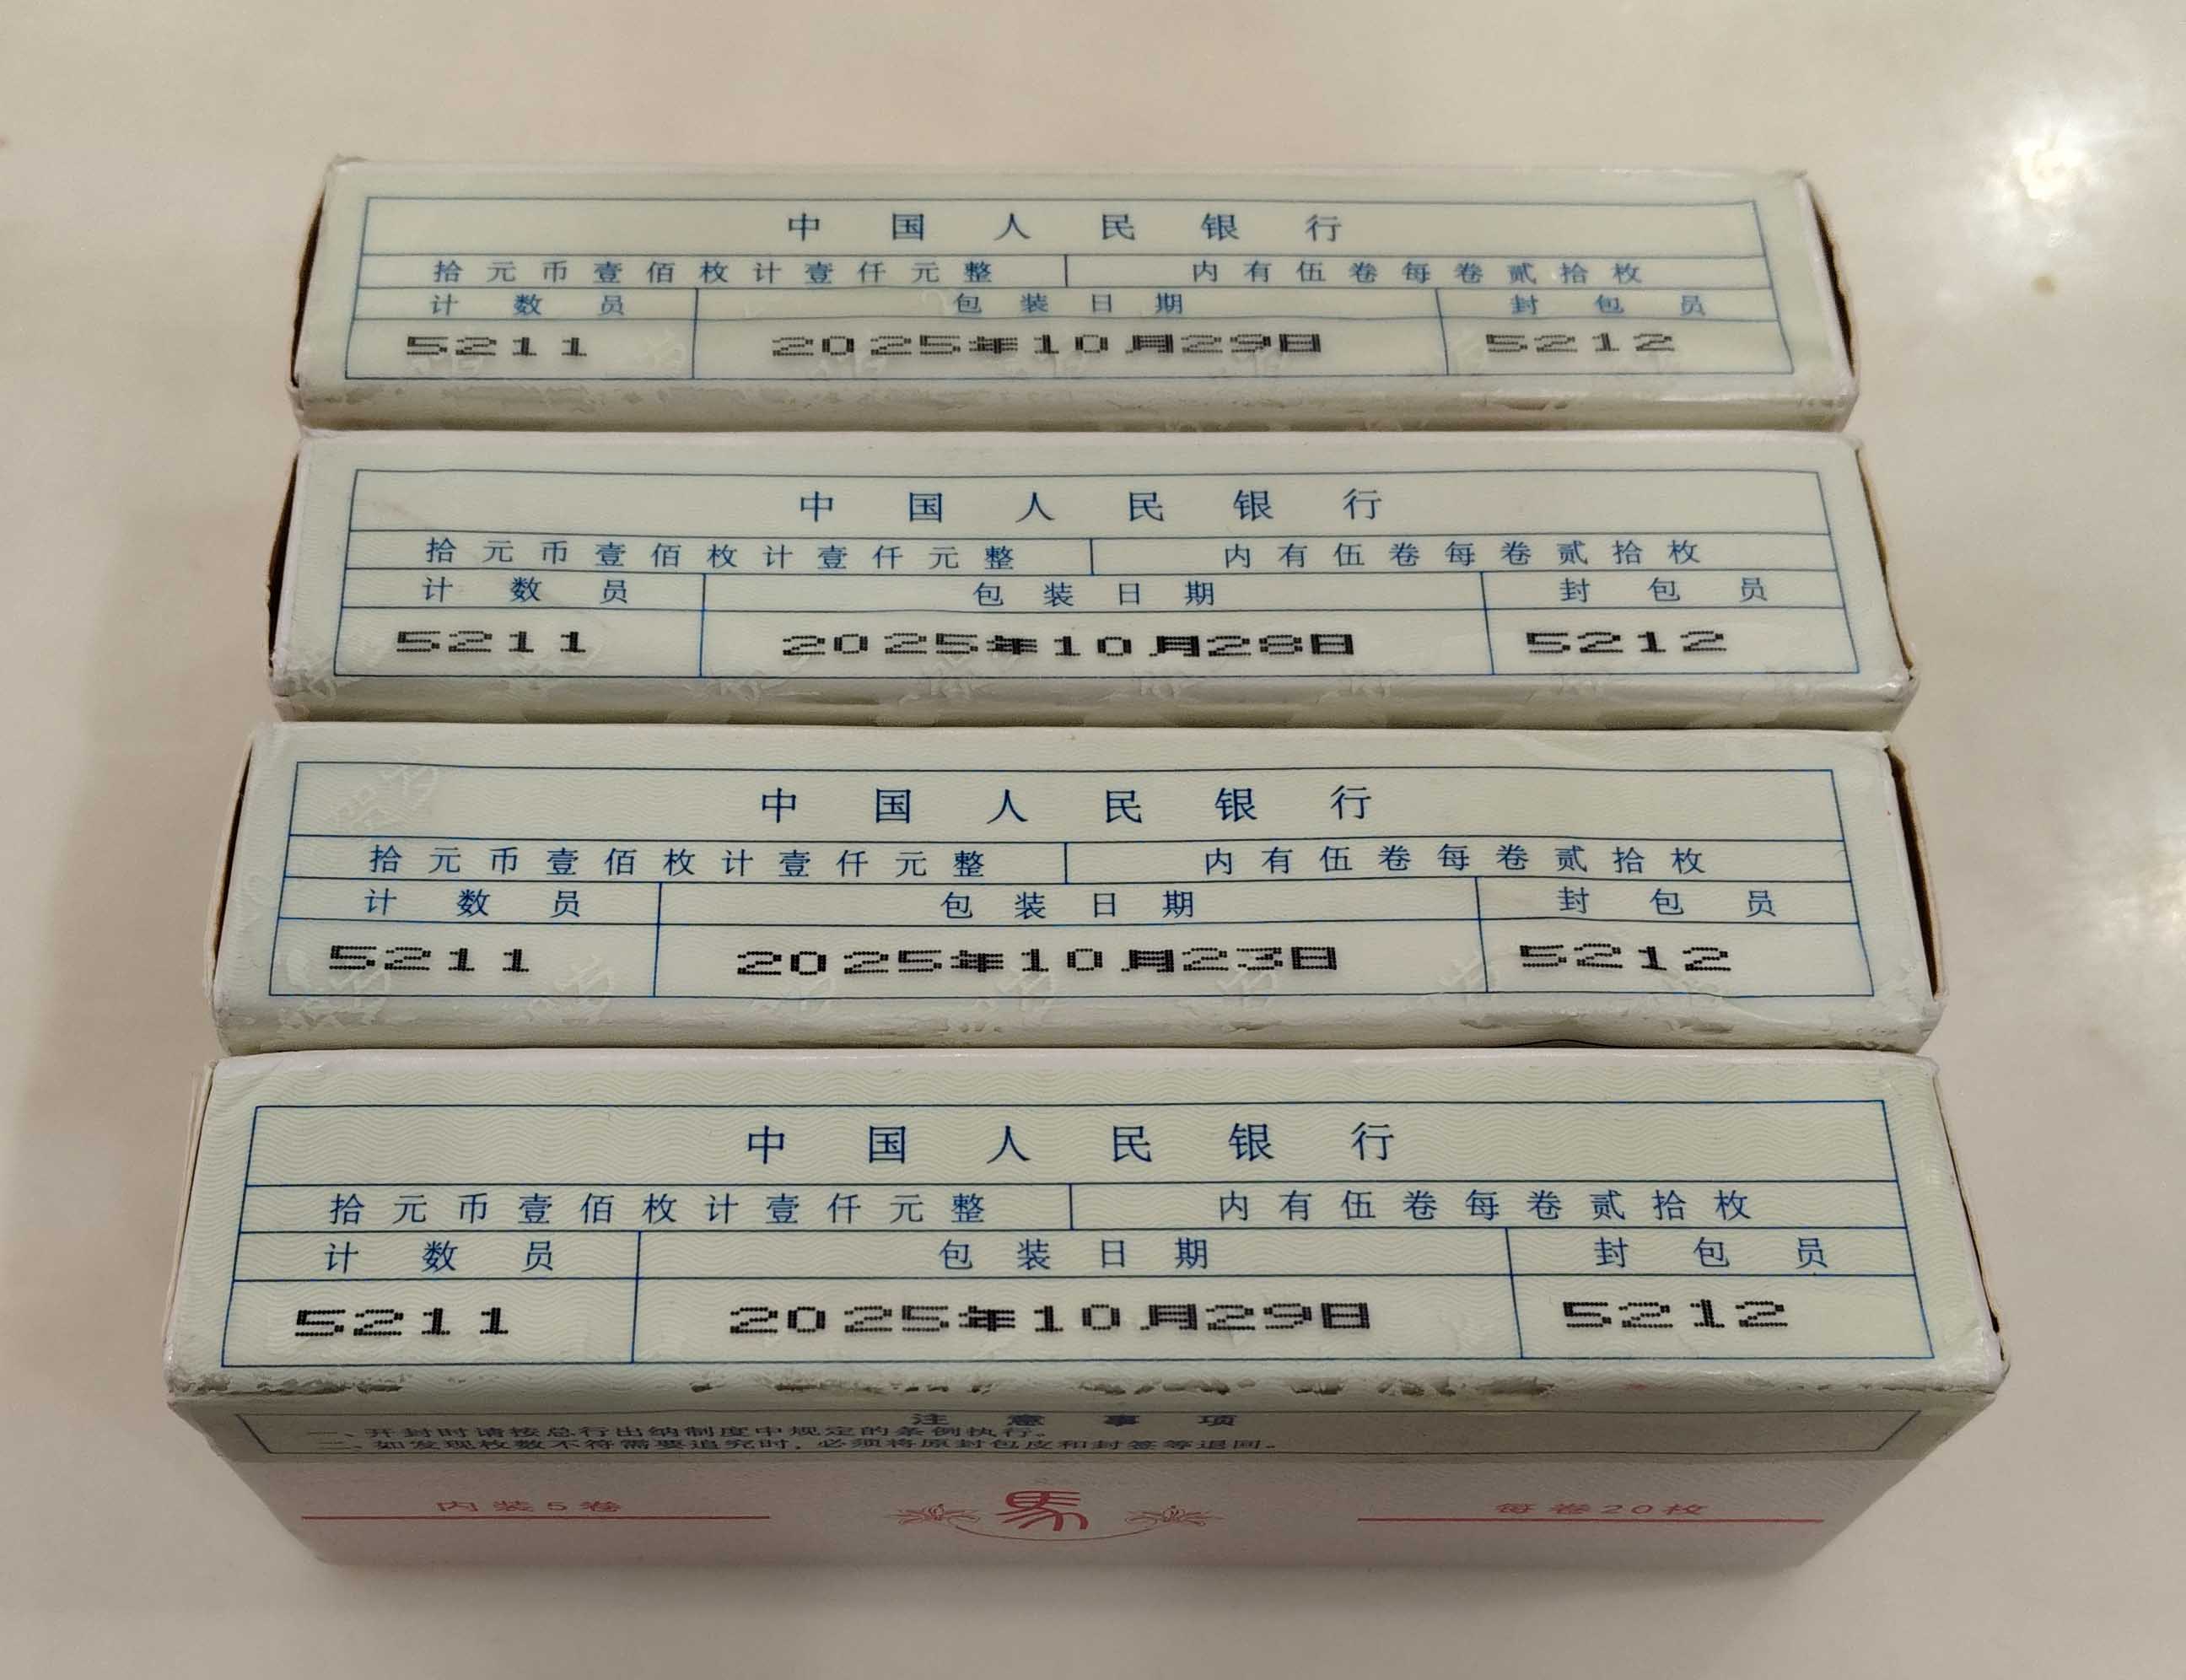 中国人民银行
拾元币壹佰枚计壹仟元整 内有伍卷每卷贰拾枚
计数员 包装日期 封包员
5211 2025年10月29日 5212
中国人民银行
拾元币壹佰枚计壹仟元整 内有伍卷每卷贰拾枚
计数员 包装日期 封包员
5211 2025年10月28日 5212
中国人民银行
拾元币壹佰枚计壹仟元整 内有伍卷每卷贰拾枚
计数员 包装日期 封包员
5211 2025年10月23日 5212
中国人民银行
拾元币壹佰枚计壹仟元整 内有伍卷每卷贰拾枚
计数员 包装日期 封包员
5211 2025年10月29日 5212
注意事项
一、开封时请按总行出纳制度中规定的条例执行。
二、如发现枚数不符需要追究时，必须将原封包皮和封签等退回。
内装5卷 每卷20枚